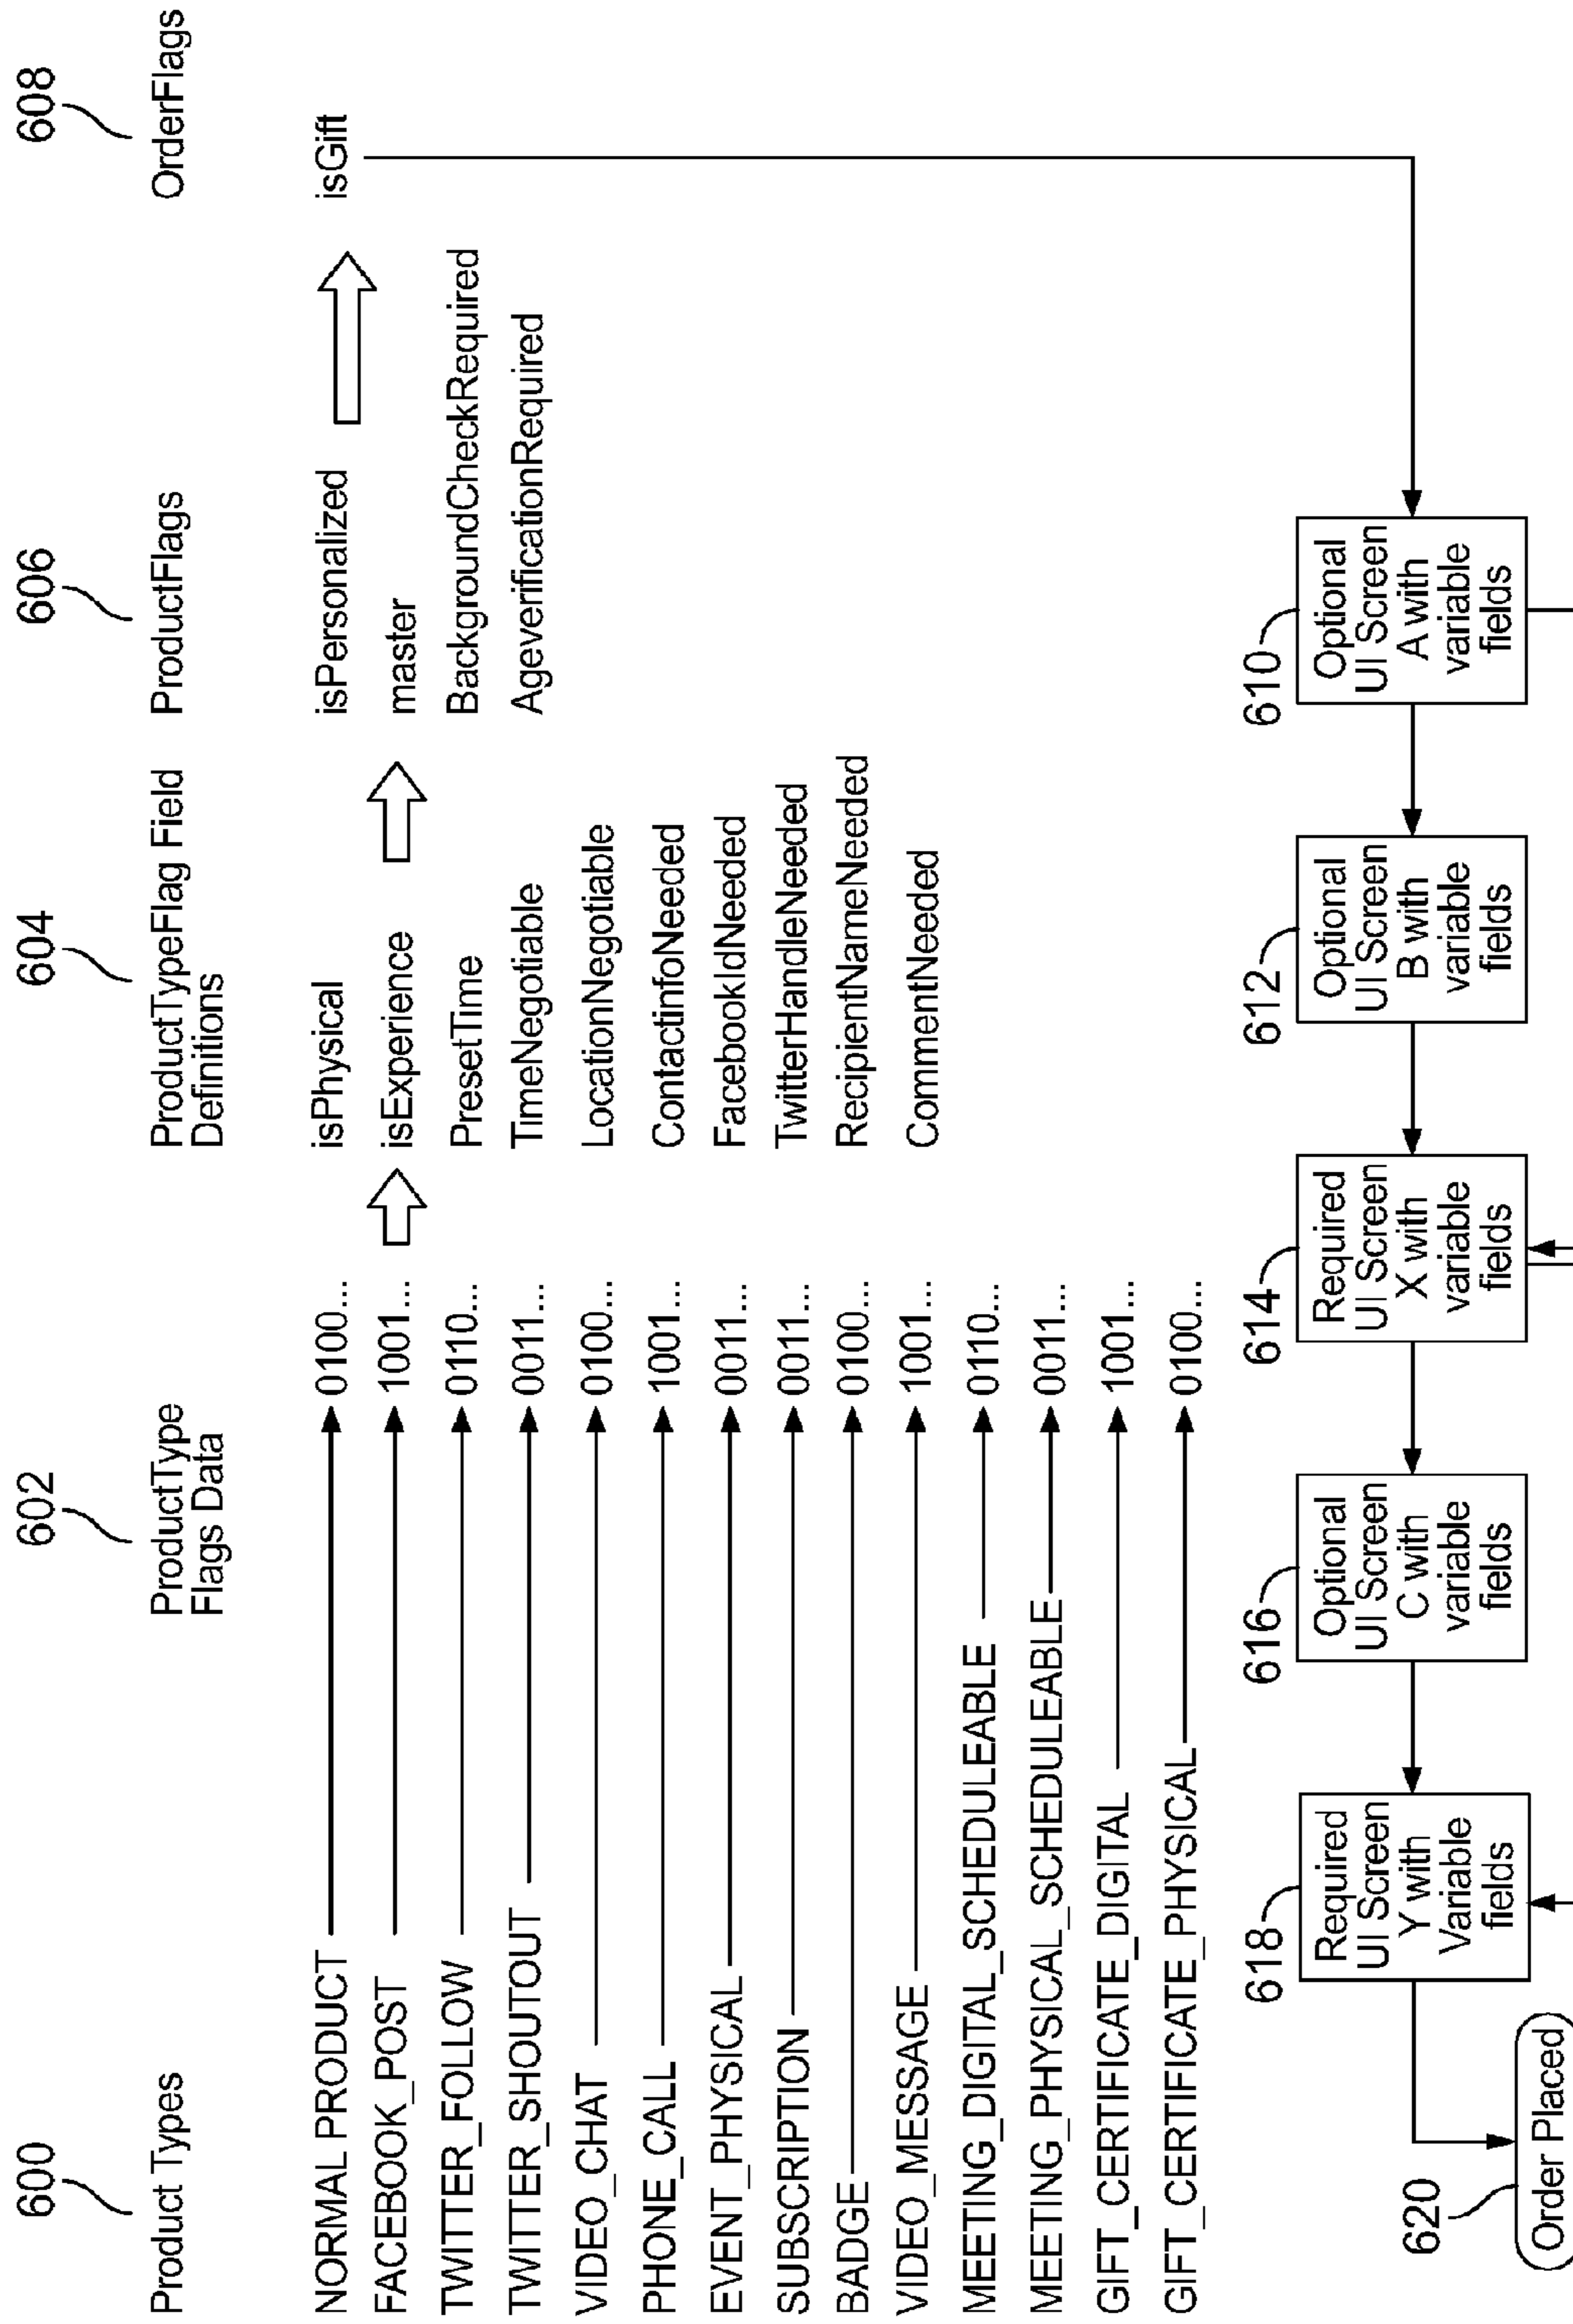 600
Product Types
602
ProductType
Flags Data
604
ProductTypeFlag Field
Definitions
606
ProductFlags
608
OrderFlags
NORMAL PRODUCT
0100...
FACEBOOK_POST
1001...
TWITTER_FOLLOW
0110...
TWITTER_SHOUTOUT
0011...
VIDEO_CHAT
0100...
PHONE_CALL
1001...
EVENT_PHYSICAL
0011...
SUBSCRIPTION
0011...
BADGE
0100...
VIDEO_MESSAGE
1001...
MEETING_DIGITAL_SCHEDULEABLE
0110...
MEETING_PHYSICAL_SCHEDULEABLE
0011...
GIFT_CERTIFICATE_DIGITAL
1001...
GIFT_CERTIFICATE_PHYSICAL
0100...
isPhysical
isExperience
PresetTime
TimeNegotiable
LocationNegotiable
ContactinfoNeeded
FacebookIdNeeded
TwitterHandleNeeded
RecipientNameNeeded
CommentNeeded
isPersonalized
master
BackgroundCheckRequired
AgeverificationRequired
isGift
610
Optional
UI Screen
A with
variable
fields
612
Optional
UI Screen
B with
variable
fields
614
Required
UI Screen
X with
variable
fields
616
Optional
UI Screen
C with
variable
fields
618
Required
UI Screen
Y with
Variable
fields
620
Order Placed